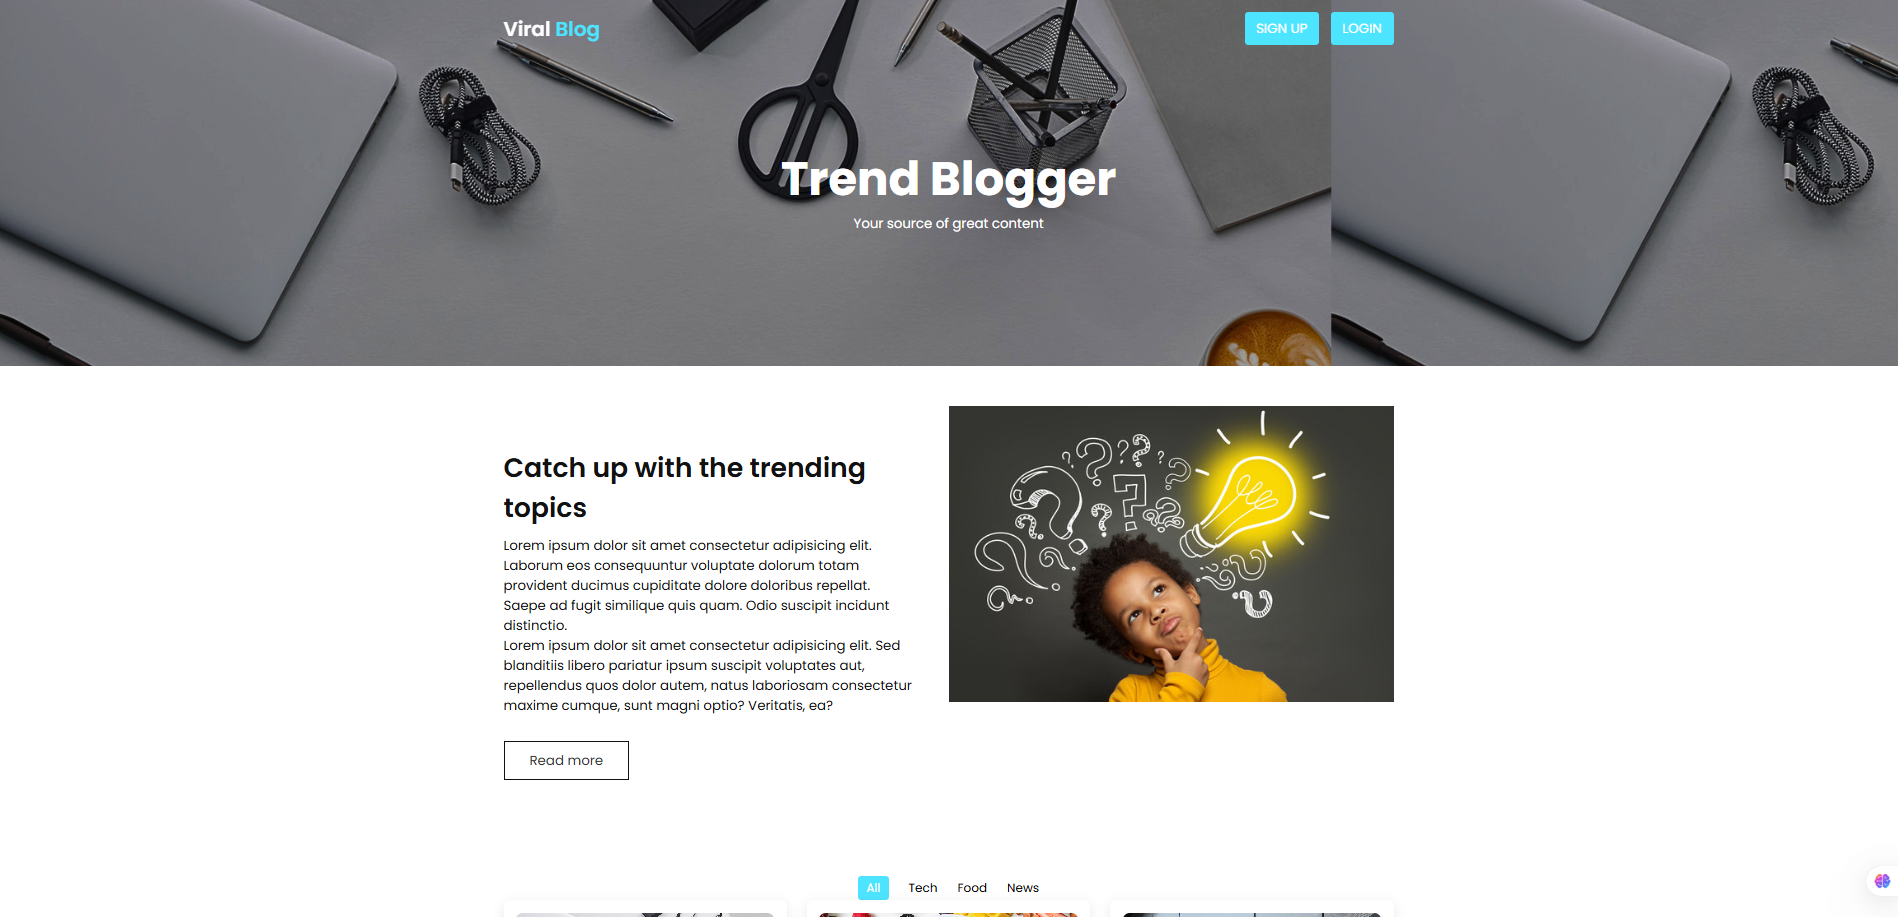 Viral Blog
SIGN UP
LOGIN
Trend Blogger
Your source of great content
Catch up with the trending
topics
Lorem ipsum dolor sit amet consectetur adipisicing elit.
Laborum eos consequuntur voluptate dolorum totam
provident ducimus cupiditate dolore doloribus repellat.
Saepe ad fugit similique quis quam. Odio suscipit incidunt
distinctio.
Lorem ipsum dolor sit amet consectetur adipisicing elit. Sed
blanditiis libero pariatur ipsum suscipit voluptates aut,
repellendus quos dolor autem, natus laboriosam consectetur
maxime cumque, sunt magni optio? Veritatis, ea?
Read more
All
Tech
Food
News